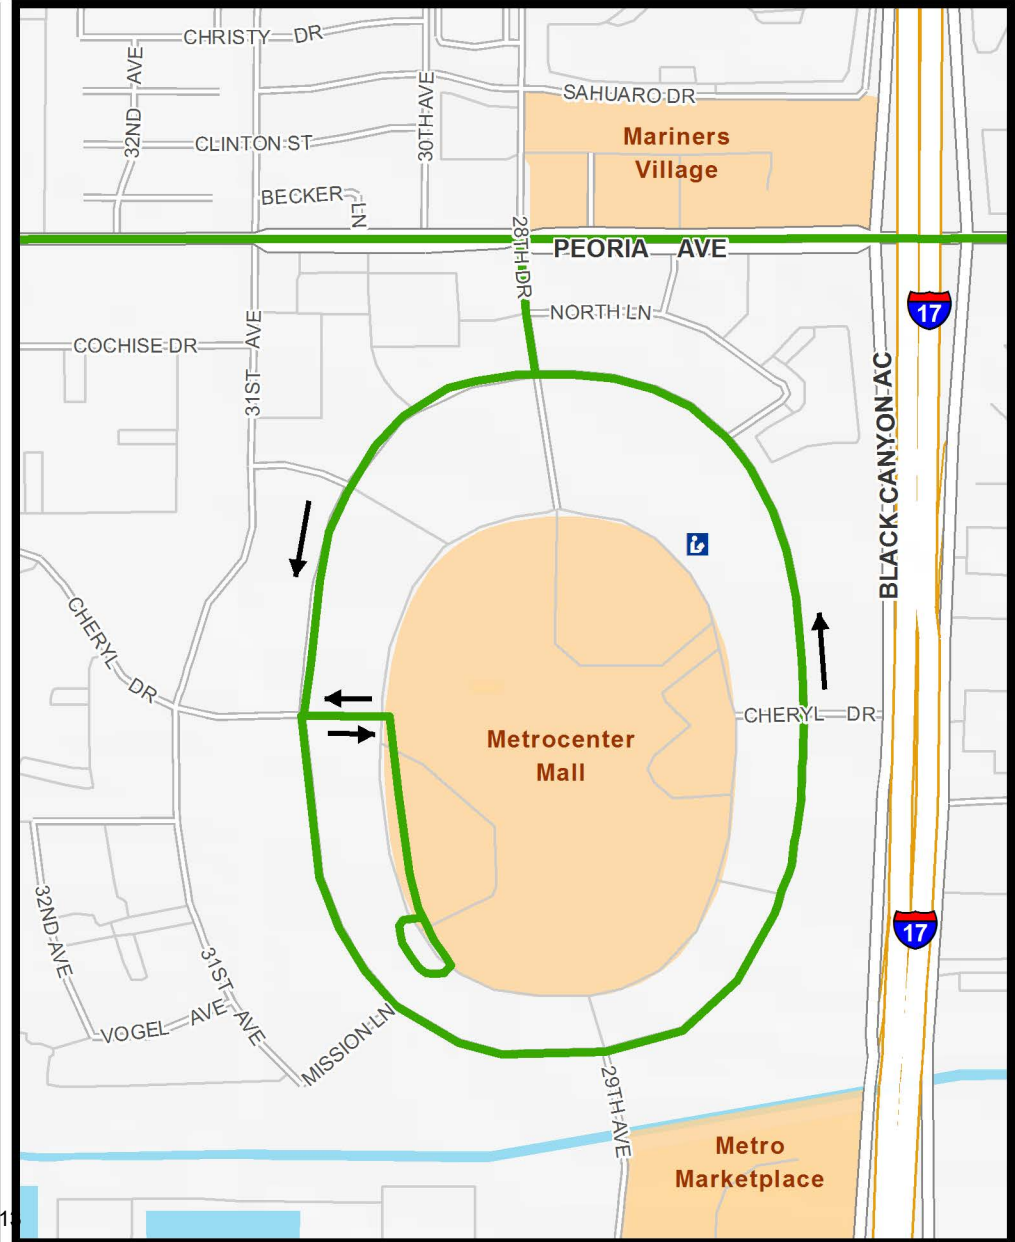 CHRISTY DR
32ND AVE
30TH AVE
SAHUARO DR
CLINTON ST
Mariners
Village
BECKER
LN
28TH DR
PEORIA AVE
NORTH LN
17
COCHISE DR
31ST AVE
BLACK CANYON AC
CHERYL DR
CHERYL DR
Metrocenter
Mall
32ND AVE
31ST AVE
17
VOGEL AVE
MISSION LN
29TH AVE
Metro
Marketplace